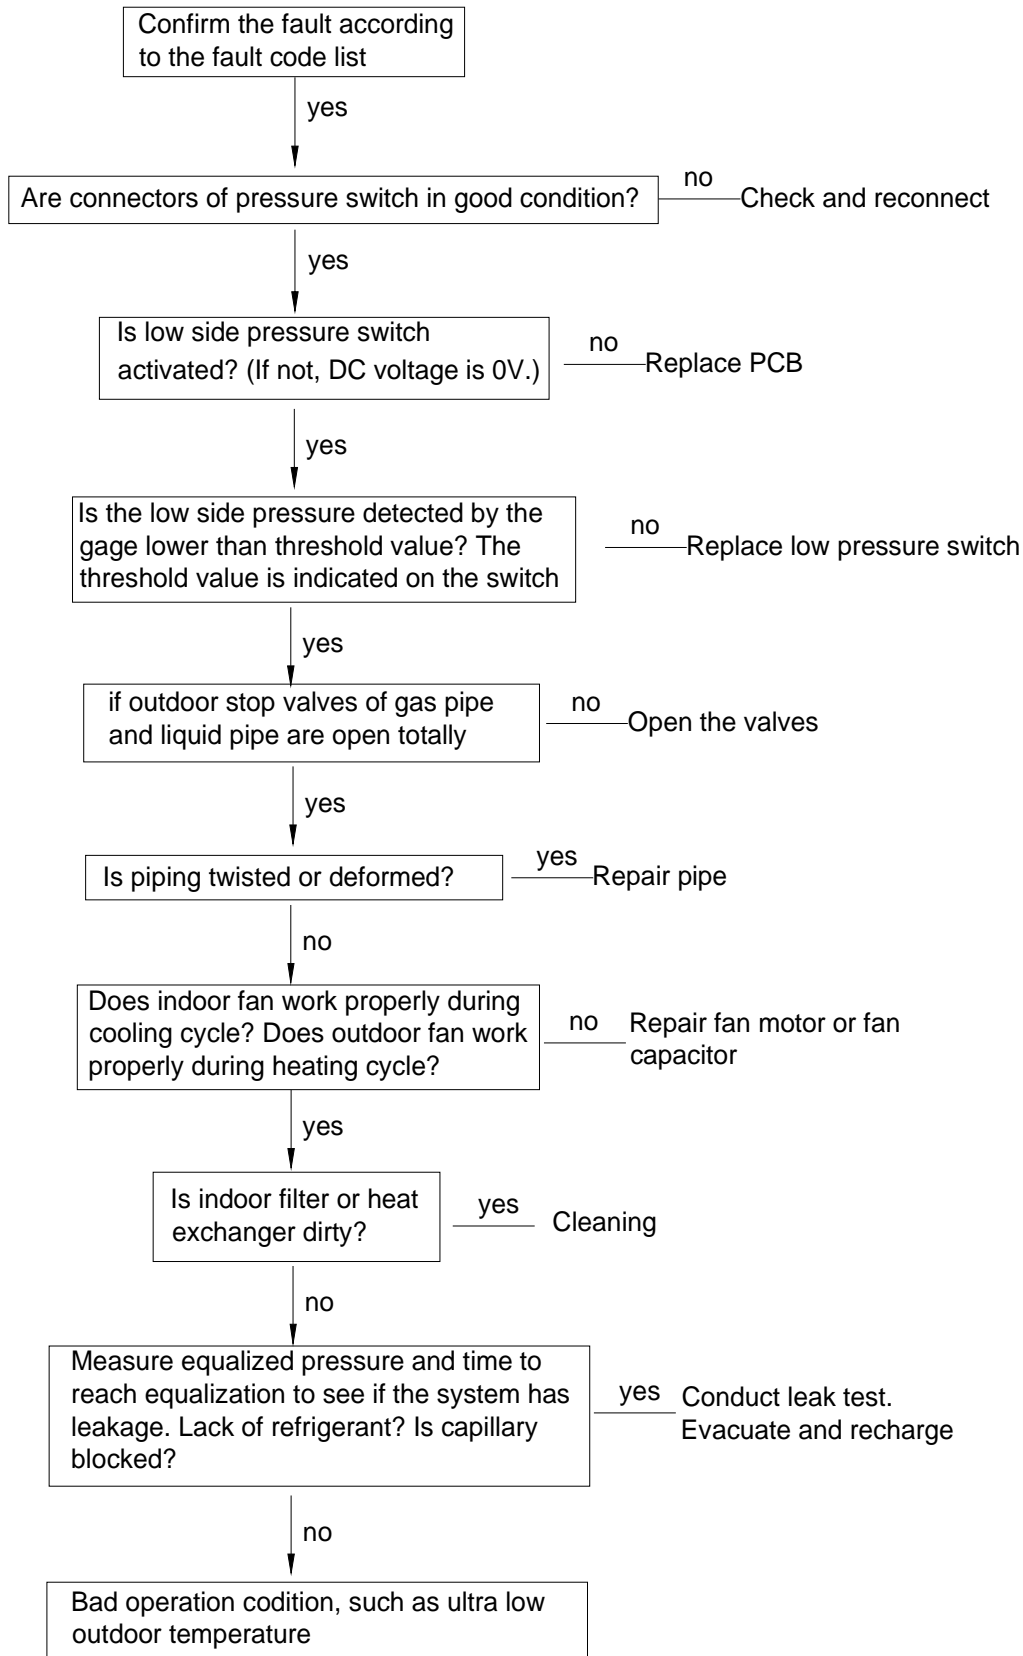 Confirm the fault according
to the fault code list
yes
Are connectors of pressure switch in good condition?
no
Check and reconnect
yes
Is low side pressure switch
activated? (If not, DC voltage is 0V.)
no
Replace PCB
yes
Is the low side pressure detected by the
gage lower than threshold value? The
threshold value is indicated on the switch
no
Replace low pressure switch
yes
if outdoor stop valves of gas pipe
and liquid pipe are open totally
no
Open the valves
yes
Is piping twisted or deformed?
yes
Repair pipe
no
Does indoor fan work properly during
cooling cycle? Does outdoor fan work
properly during heating cycle?
no
Repair fan motor or fan
capacitor
yes
Is indoor filter or heat
exchanger dirty?
yes
Cleaning
no
Measure equalized pressure and time to
reach equalization to see if the system has
leakage. Lack of refrigerant? Is capillary
blocked?
yes
Conduct leak test.
Evacuate and recharge
no
Bad operation codition, such as ultra low
outdoor temperature